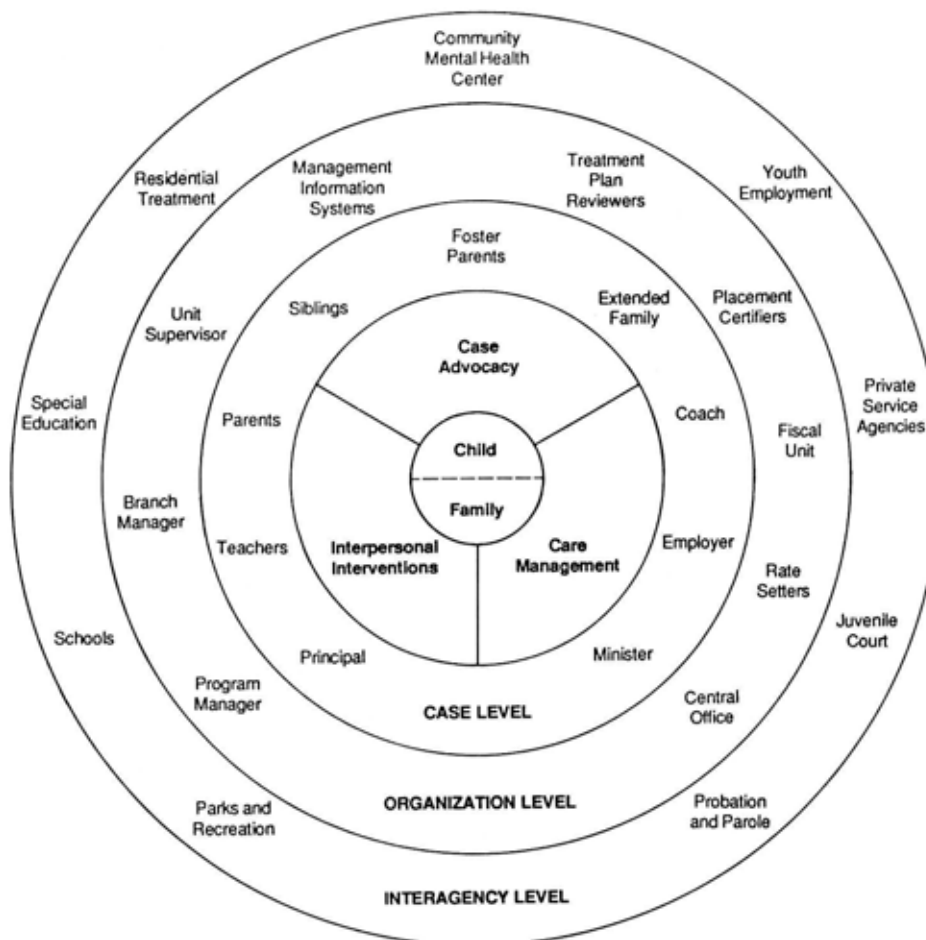 Community
Mental Health
Center
Residential
Treatment
Youth
Employment
Special
Education
Private
Service
Agencies
Schools
Juvenile
Court
Parks and
Recreation
Probation
and Parole
INTERAGENCY LEVEL
Management
Information
Systems
Treatment
Plan
Reviewers
Unit
Supervisor
Placement
Certifiers
Branch
Manager
Fiscal
Unit
Rate
Setters
Program
Manager
Central
Office
ORGANIZATION LEVEL
Foster
Parents
Siblings
Extended
Family
Parents
Coach
Teachers
Employer
Principal
Minister
CASE LEVEL
Case
Advocacy
Child
Family
Interpersonal
Interventions
Care
Management